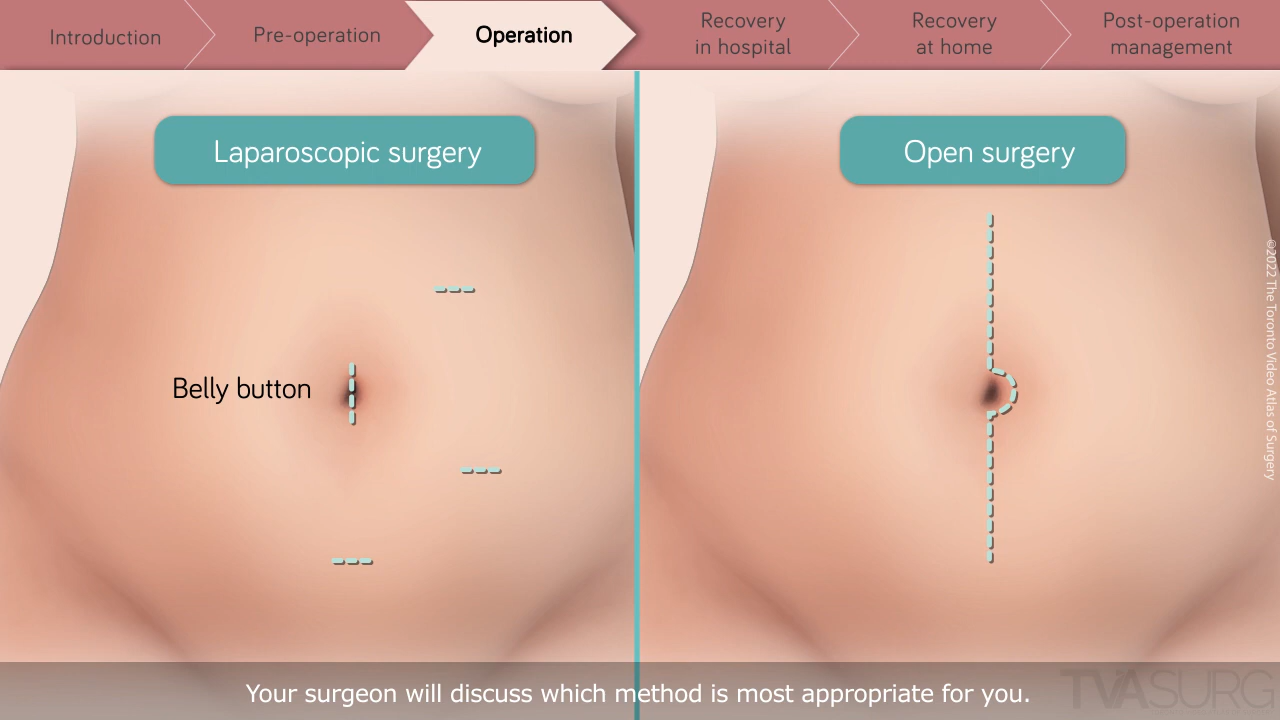 Introduction
Pre-operation
Operation
Recovery
in hospital
Recovery
at home
Post-operation
management
Laparoscopic surgery
Open surgery
Belly button
©2022 The Toronto Video Atlas of Surgery
Your surgeon will discuss which method is most appropriate for you.
TVASURG